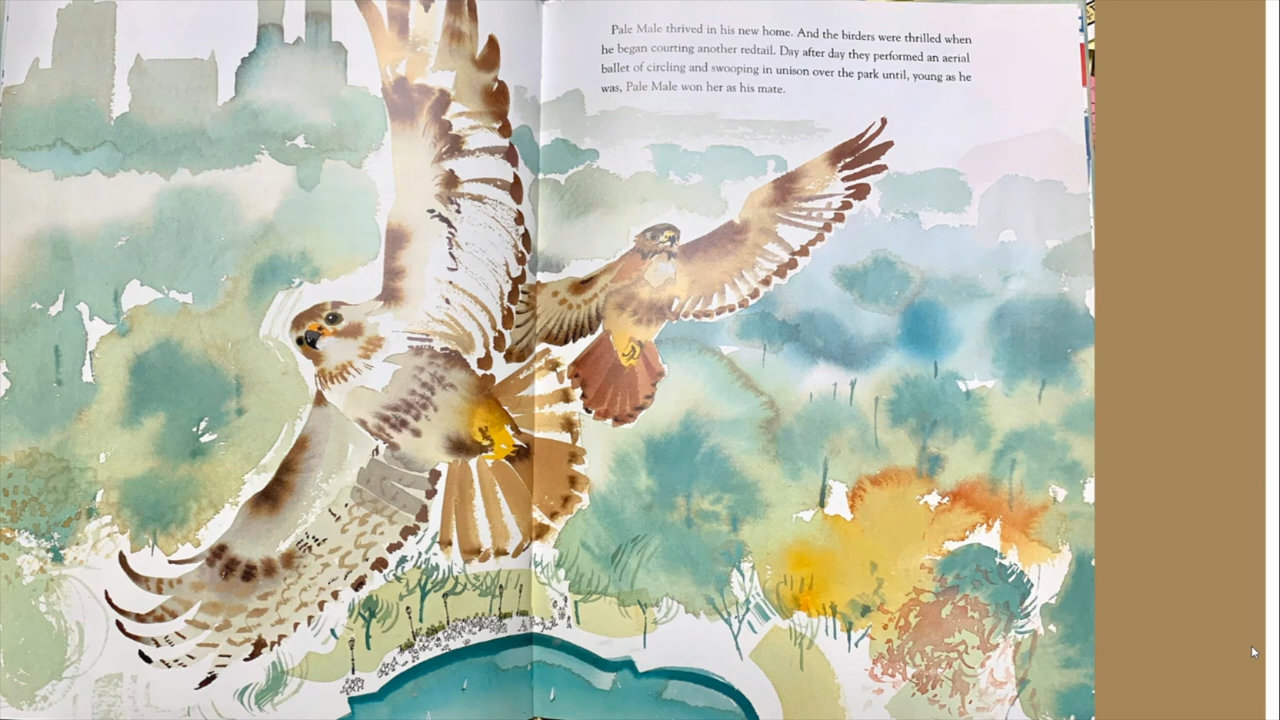 Pale Male thrived in his new home. And the birders were thrilled when
he began courting another redtail. Day after day they performed an aerial
ballet of circling and swooping in unison over the park until, young as he
was, Pale Male won her as his mate.